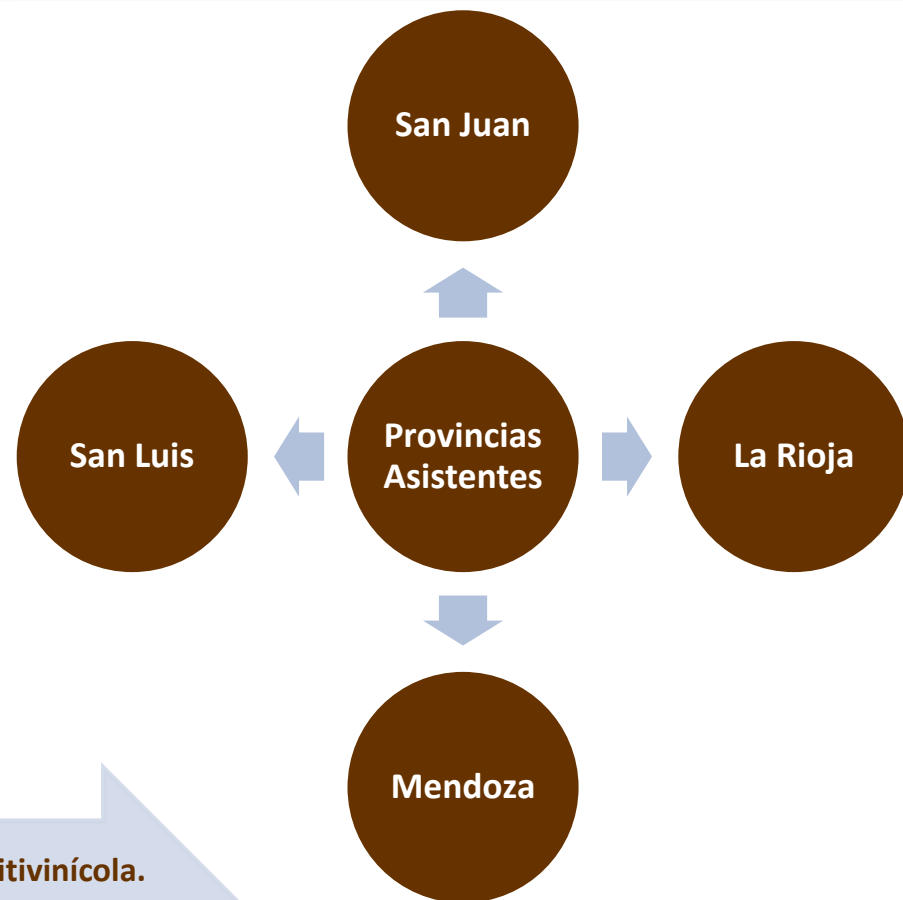 San Juan
San Luis
Provincias
Asistentes
La Rioja
Mendoza
itivinícola.